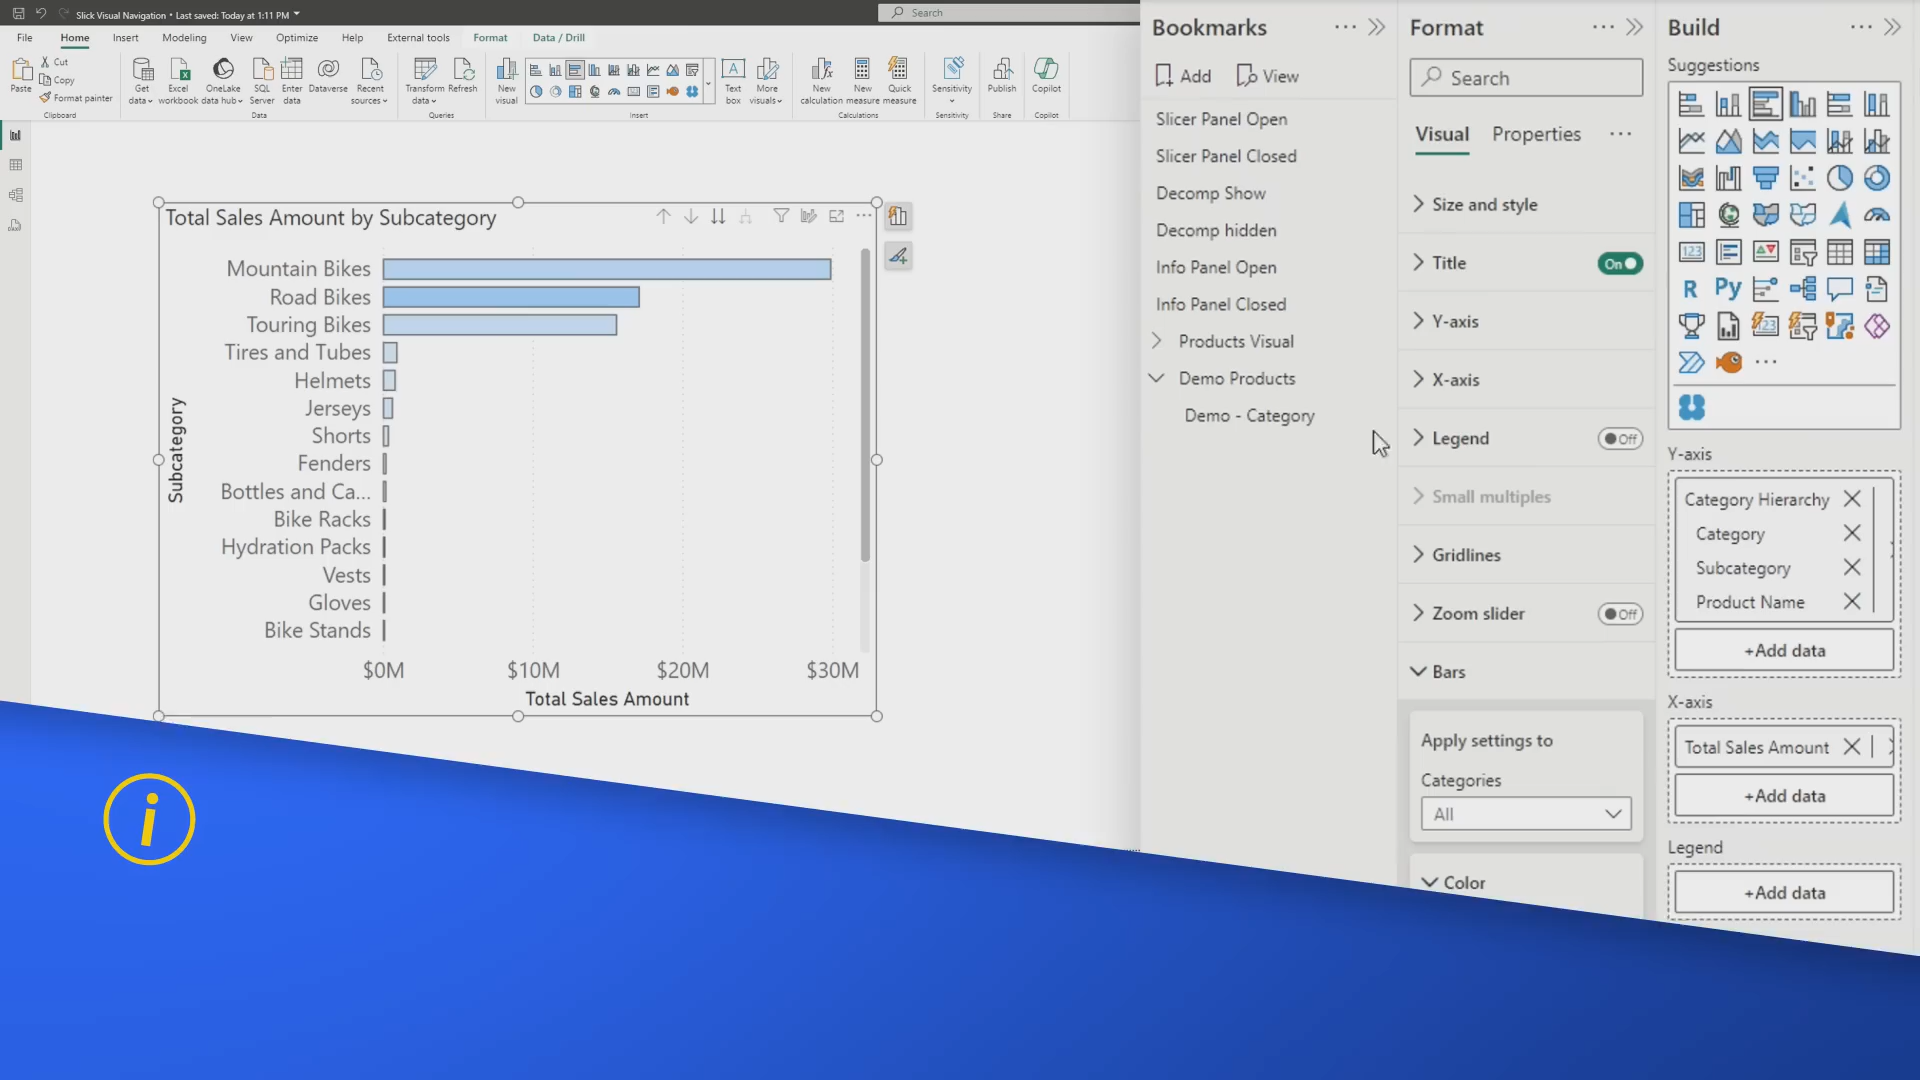 Slick Visual Navigation • Last saved: Today at 1:11 PM
Search
File Home Insert Modeling View Optimize Help External tools Format Data / Drill
Paste
Cut
Copy
Format painter
Clipboard
Get data
Excel workbook
OneLake data hub
SQL Server
Enter data
Dataverse
Recent sources
Data
Transform data
Refresh
Queries
New visual
Text box
More visuals
Insert
New calculation
New measure
Quick measure
Calculations
Sensitivity
Sensitivity
Publish
Share
Copilot
Copilot
Total Sales Amount by Subcategory
Subcategory
Mountain Bikes
Road Bikes
Touring Bikes
Tires and Tubes
Helmets
Jerseys
Shorts
Fenders
Bottles and Ca...
Bike Racks
Hydration Packs
Vests
Gloves
Bike Stands
$0M $10M $20M $30M
Total Sales Amount
i
Bookmarks
Add View
Slicer Panel Open
Slicer Panel Closed
Decomp Show
Decomp hidden
Info Panel Open
Info Panel Closed
Products Visual
Demo Products
Demo - Category
Format
Search
Visual Properties
Size and style
Title On
Y-axis
X-axis
Legend Off
Small multiples
Gridlines
Zoom slider Off
Bars
Apply settings to
Categories
All
Color
Build
Suggestions
123
R Py
123
Y-axis
Category Hierarchy
Category
Subcategory
Product Name
+Add data
X-axis
Total Sales Amount
+Add data
Legend
+Add data